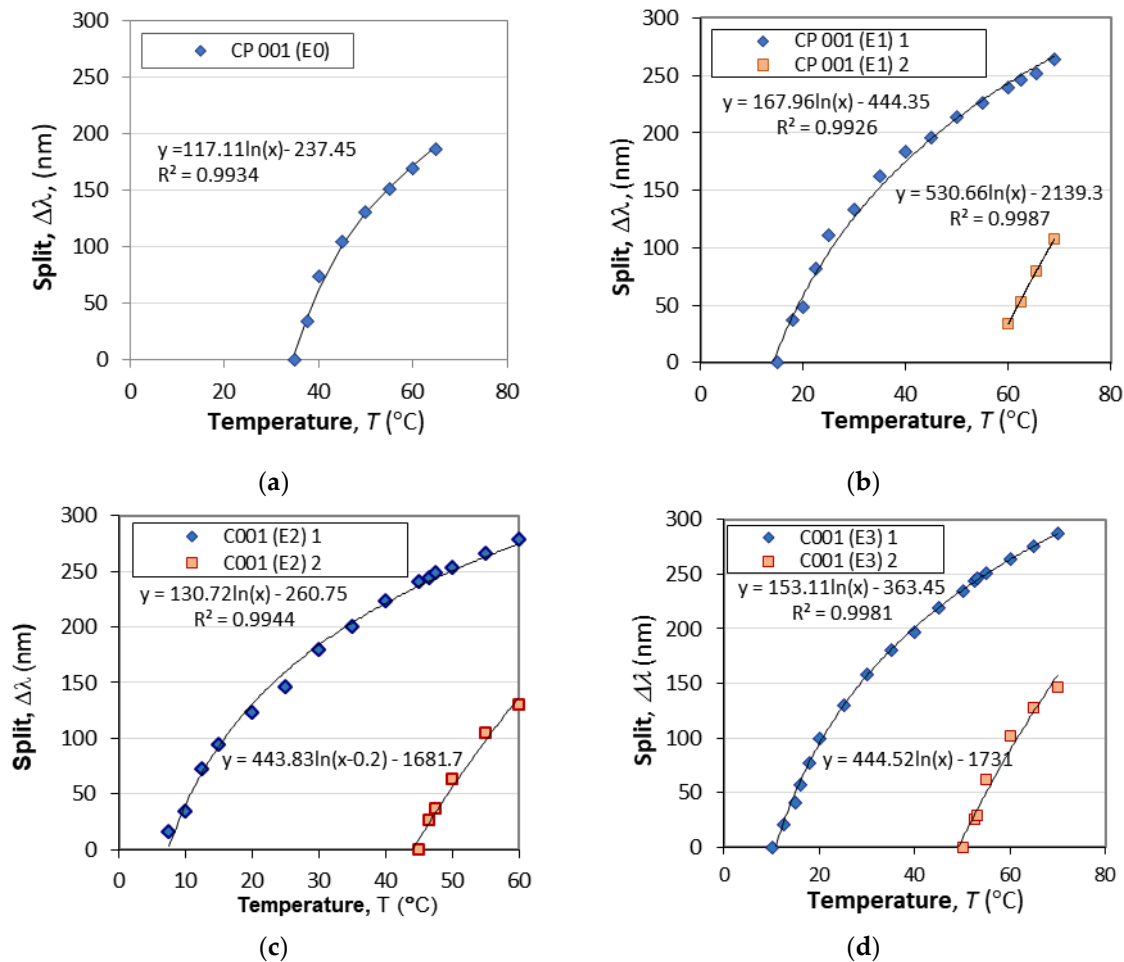 CP 001 (E0)
y =117.11ln(x)- 237.45
R² = 0.9934
300
250
200
150
100
50
0
0 20 40 60 80
Split, Δλ, (nm)
Temperature, T (°C)
(a)
CP 001 (E1) 1
CP 001 (E1) 2
y = 167.96ln(x) - 444.35
R² = 0.9926
y = 530.66ln(x) - 2139.3
R² = 0.9987
300
250
200
150
100
50
0
0 20 40 60 80
Split, Δλ, (nm)
Temperature, T (°C)
(b)
C001 (E2) 1
C001 (E2) 2
y = 130.72ln(x) - 260.75
R² = 0.9944
y = 443.83ln(x-0.2) - 1681.7
300
250
200
150
100
50
0
0 10 20 30 40 50 60
Split, Δλ (nm)
Temperature, T (°C)
(c)
C001 (E3) 1
C001 (E3) 2
y = 153.11ln(x) - 363.45
R² = 0.9981
y = 444.52ln(x) - 1731
300
250
200
150
100
50
0
0 20 40 60 80
Split, Δλ (nm)
Temperature, T (°C)
(d)